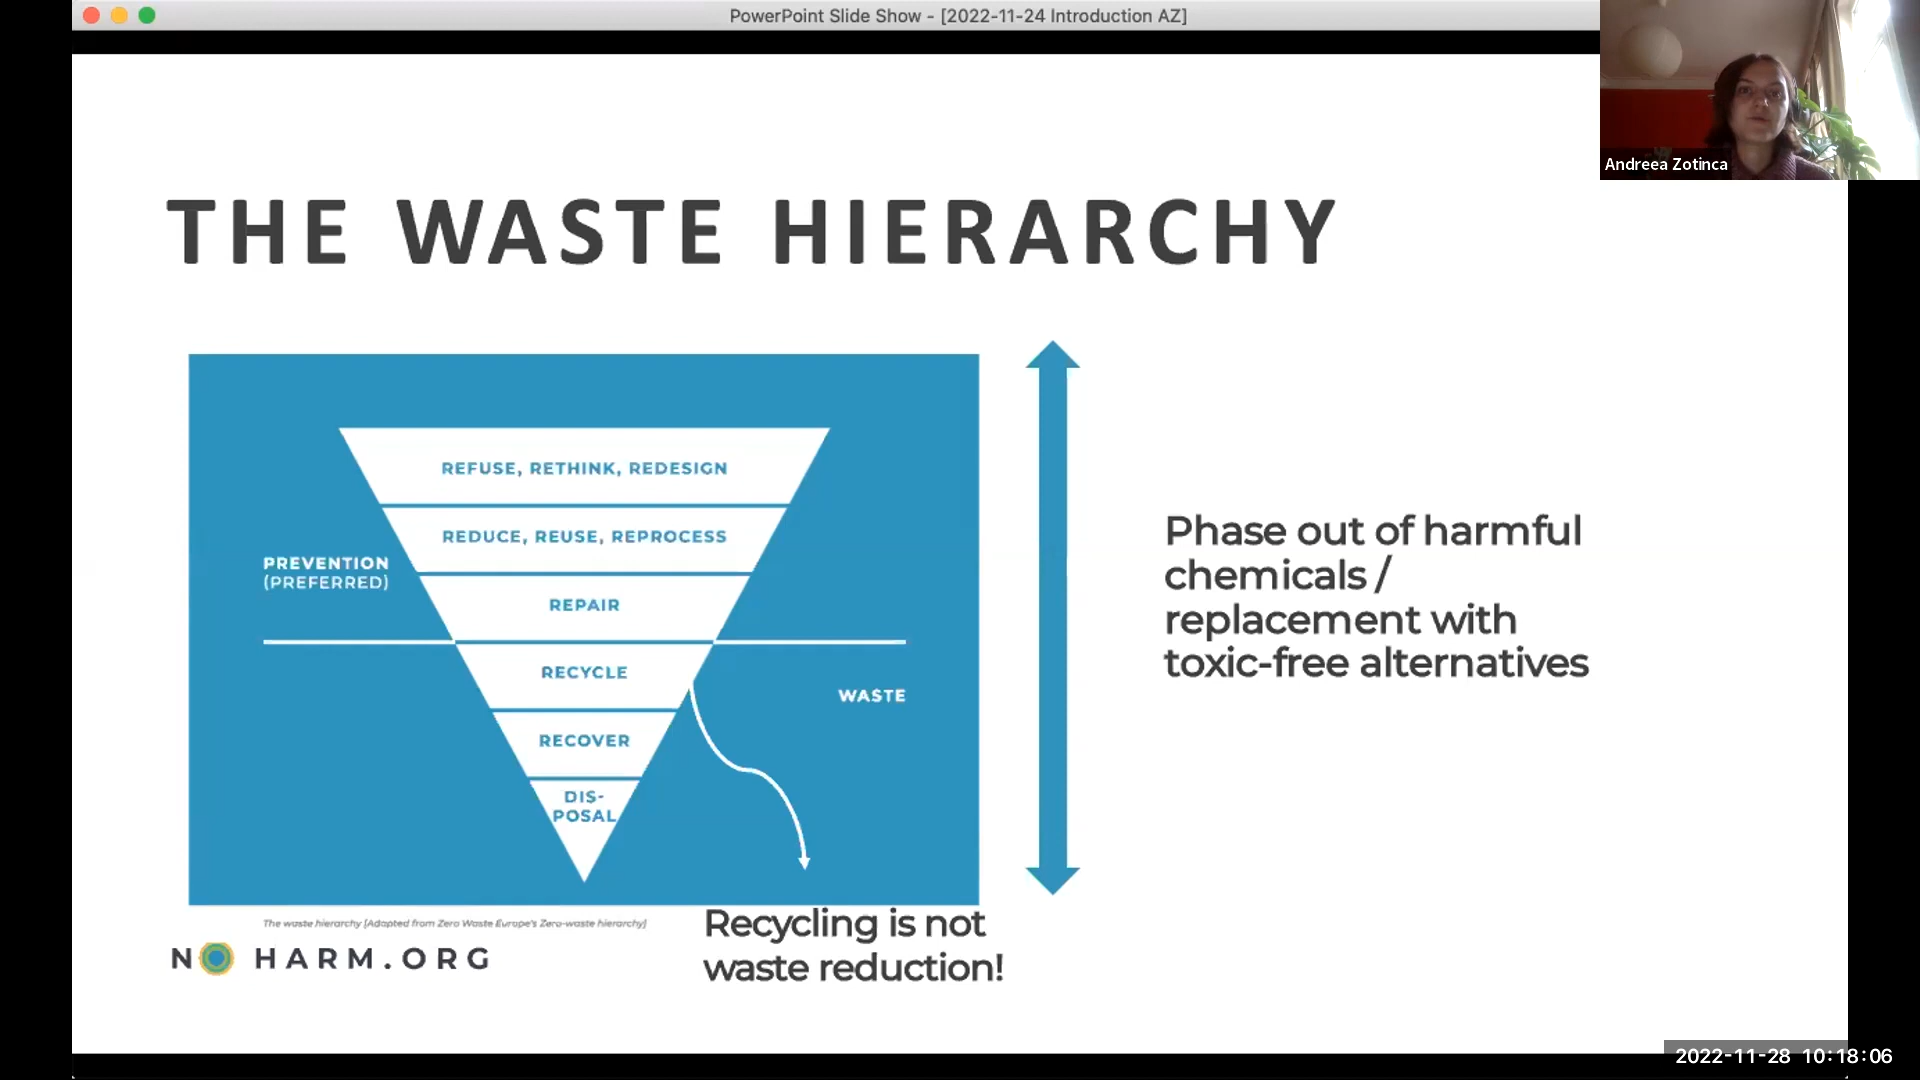 PowerPoint Slide Show - [2022-11-24 Introduction AZ]
Andreea Zotinca
THE WASTE HIERARCHY
REFUSE, RETHINK, REDESIGN
REDUCE, REUSE, REPROCESS
PREVENTION
(PREFERRED)
REPAIR
RECYCLE
WASTE
RECOVER
DIS-
POSAL
Phase out of harmful
chemicals /
replacement with
toxic-free alternatives
The waste hierarchy [Adapted from Zero Waste Europe's Zero-waste hierarchy]
Recycling is not
waste reduction!
NO HARM.ORG
2022-11-28 10:18:06